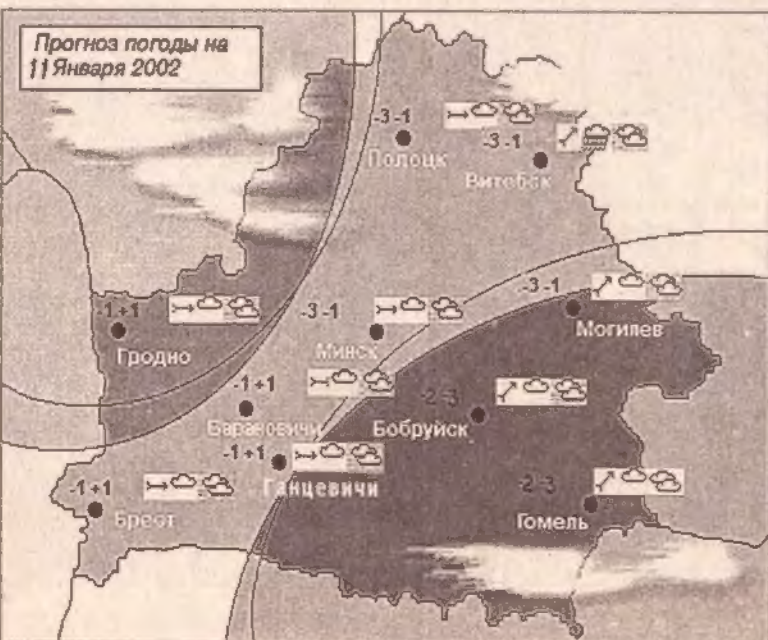 Прогноз погоды на
11 Января 2002
-3 -1
Полоцк
-3 -1
Витебск
-1 +1
Гродно
-3 -1
Минск
-3 -1
Могилев
-1 +1
Барановичи
-2 -3
Бобруйск
-1 +1
Ганцевичи
-1 +1
Брест
-2 -3
Гомель